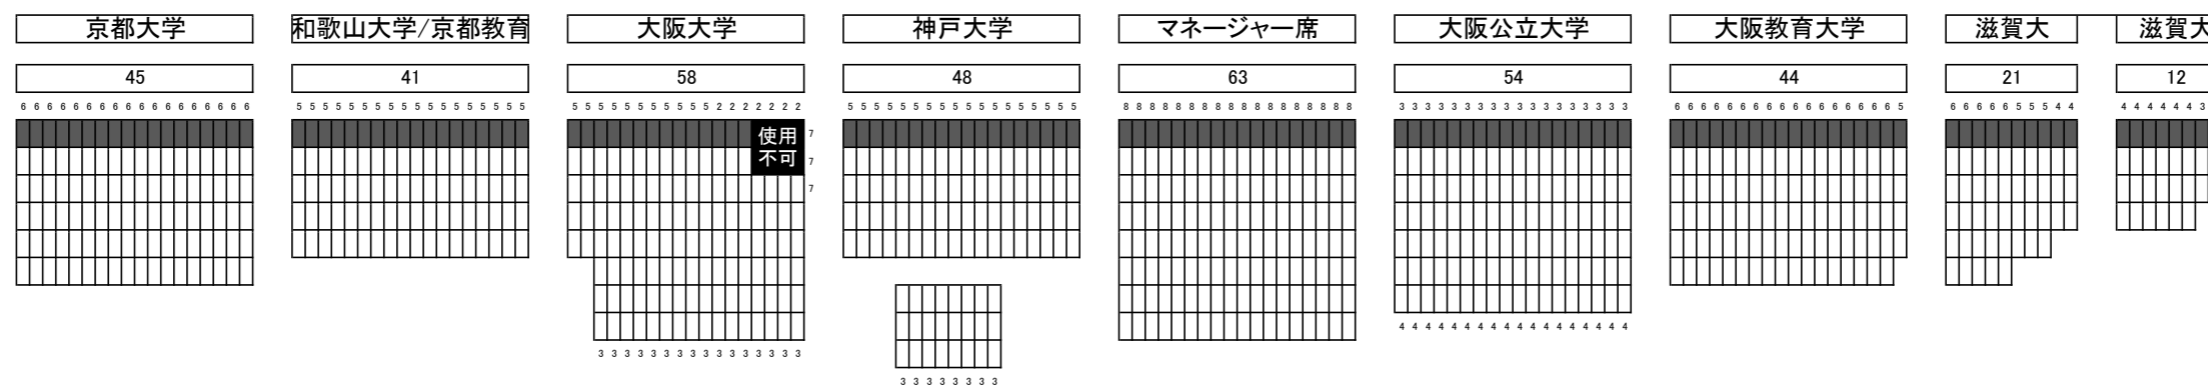 京都大学
和歌山大学/京都教育
大阪大学
神戸大学
マネージャー席
大阪公立大学
大阪教育大学
滋賀大
滋賀大
45
41
58
48
63
54
44
21
12
6 6 6 6 6 6 6 6 6 6 6 6 6 6 6 6 6 6
5 5 5 5 5 5 5 5 5 5 5 5 5 5 5 5 5 5
5 5 5 5 5 5 5 5 5 5 5 2 2 2 2 2 2 2
5 5 5 5 5 5 5 5 5 5 5 5 5 5 5 5 5 5
8 8 8 8 8 8 8 8 8 8 8 8 8 8 8 8 8 8
3 3 3 3 3 3 3 3 3 3 3 3 3 3 3 3 3 3
6 6 6 6 6 6 6 6 6 6 6 6 6 6 6 6 6 5
6 6 6 6 6 5 5 5 4 4
4 4 4 4 4 4 3
使用
不可
7
7
7
3 3 3 3 3 3 3 3 3 3 3 3 3 3 3 3
3 3 3 3 3 3 3 3
4 4 4 4 4 4 4 4 4 4 4 4 4 4 4 4 4 4